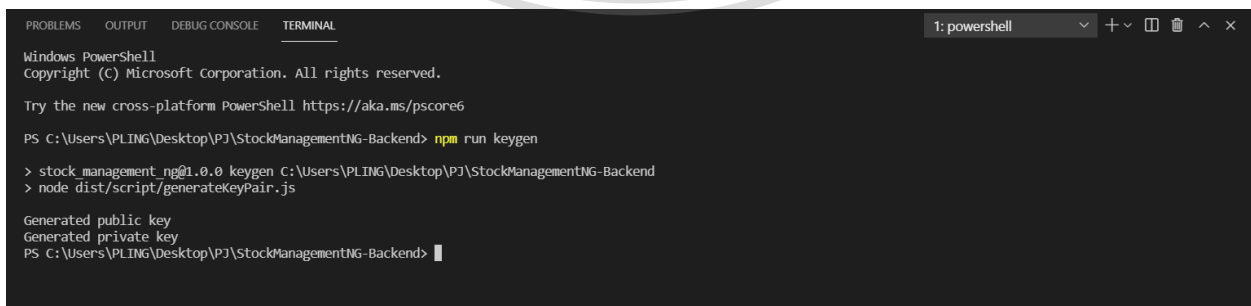 PROBLEMS OUTPUT DEBUG CONSOLE TERMINAL 1: powershell
Windows PowerShell
Copyright (C) Microsoft Corporation. All rights reserved.
Try the new cross-platform PowerShell https://aka.ms/pscore6
PS C:\Users\PLING\Desktop\PJ\StockManagementNG-Backend> npm run keygen
> stock_management_ng@1.0.0 keygen C:\Users\PLING\Desktop\PJ\StockManagementNG-Backend
> node dist/script/generateKeyPair.js
Generated public key
Generated private key
PS C:\Users\PLING\Desktop\PJ\StockManagementNG-Backend>